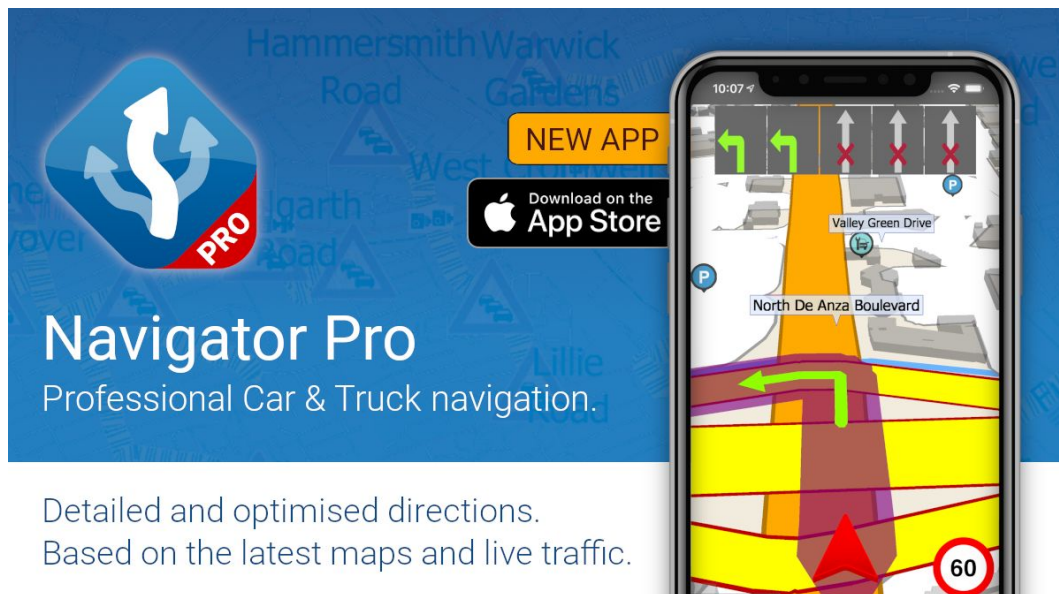 Hammersmith Warwick
Road Gardens
NEW APP
West Cromwell
Download on the
App Store
PRO
Road
Navigator Pro
Professional Car & Truck navigation.
Lillie
Road
Detailed and optimised directions.
Based on the latest maps and live traffic.
10:07
P
Valley Green Drive
P
North De Anza Boulevard
60